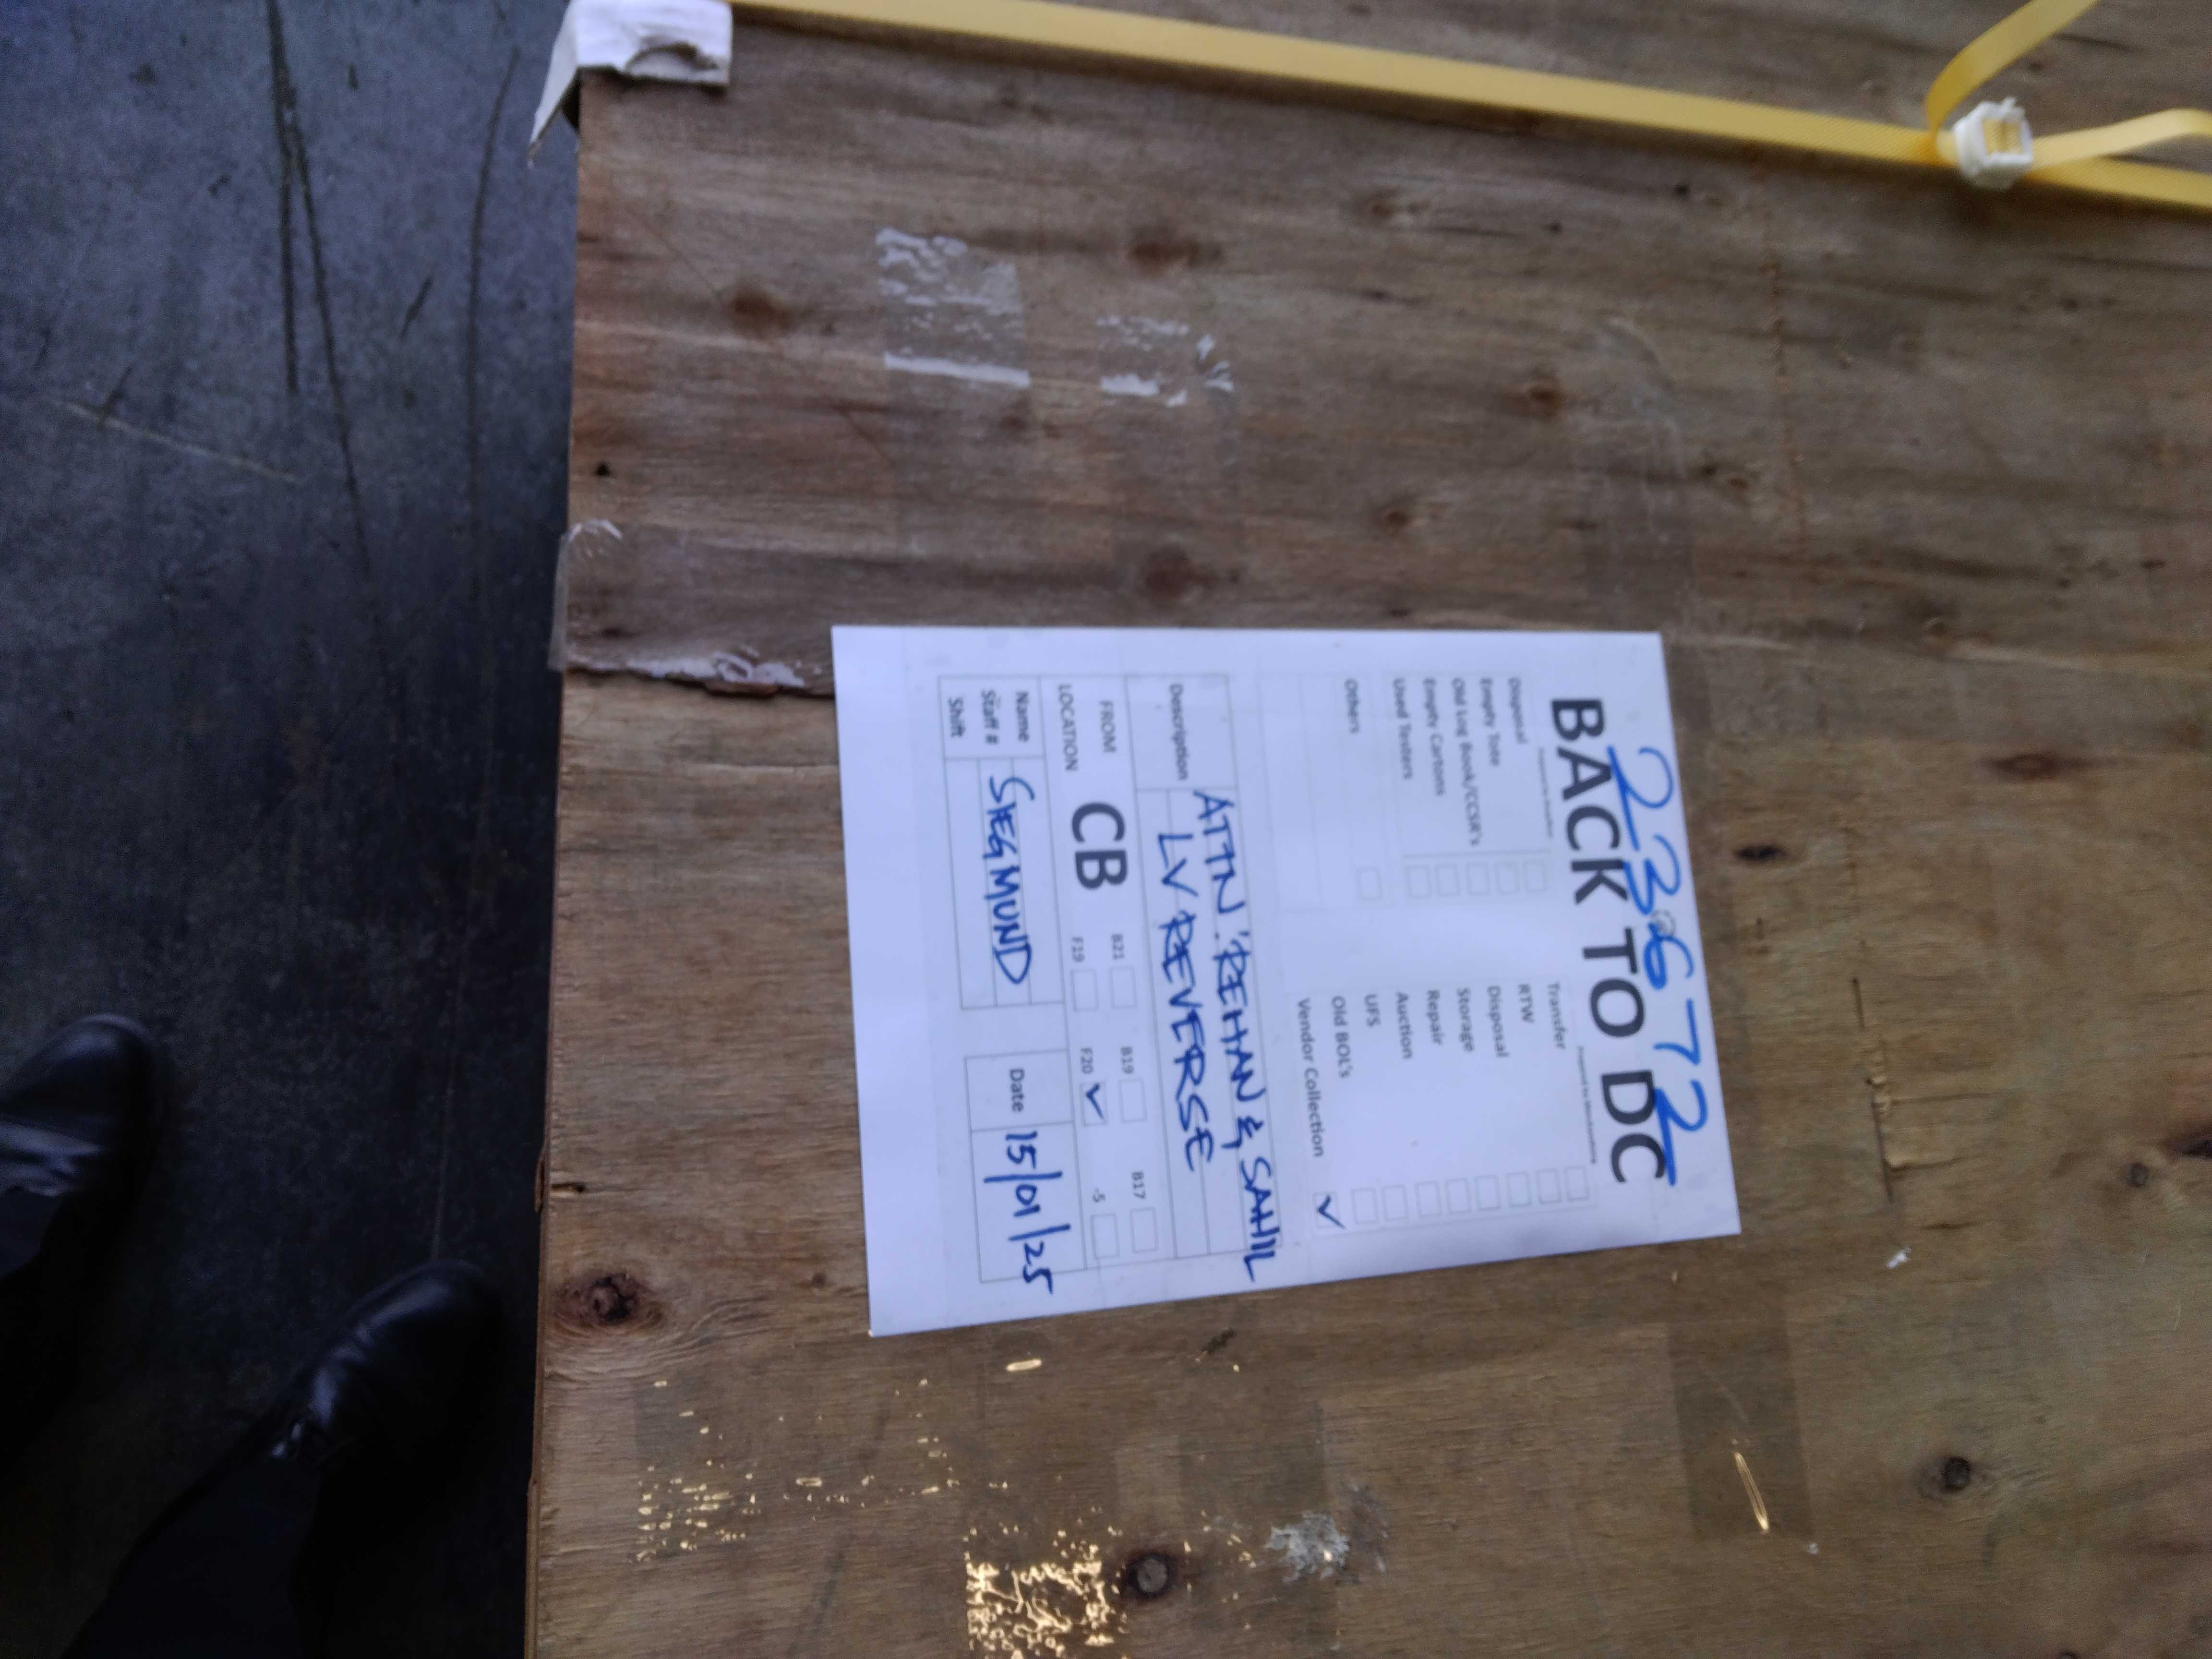 23672
BACK TO DC
Disposal
Empty Tote
Old Log Book/CCSR's
Empty Cartons
Used Testers
Others
Transfer
RTW
Disposal
Storage
Repair
Auction
UFS
Old BOL's
Vendor Collection ✓
Description ATTN: REHAN & SAHIL
LV REVERSE
FROM LOCATION CB
B21 B19 B17
F19 F20 ✓ -5
Name
Staff # SIEGMUND
Shift
Date 15/01/25